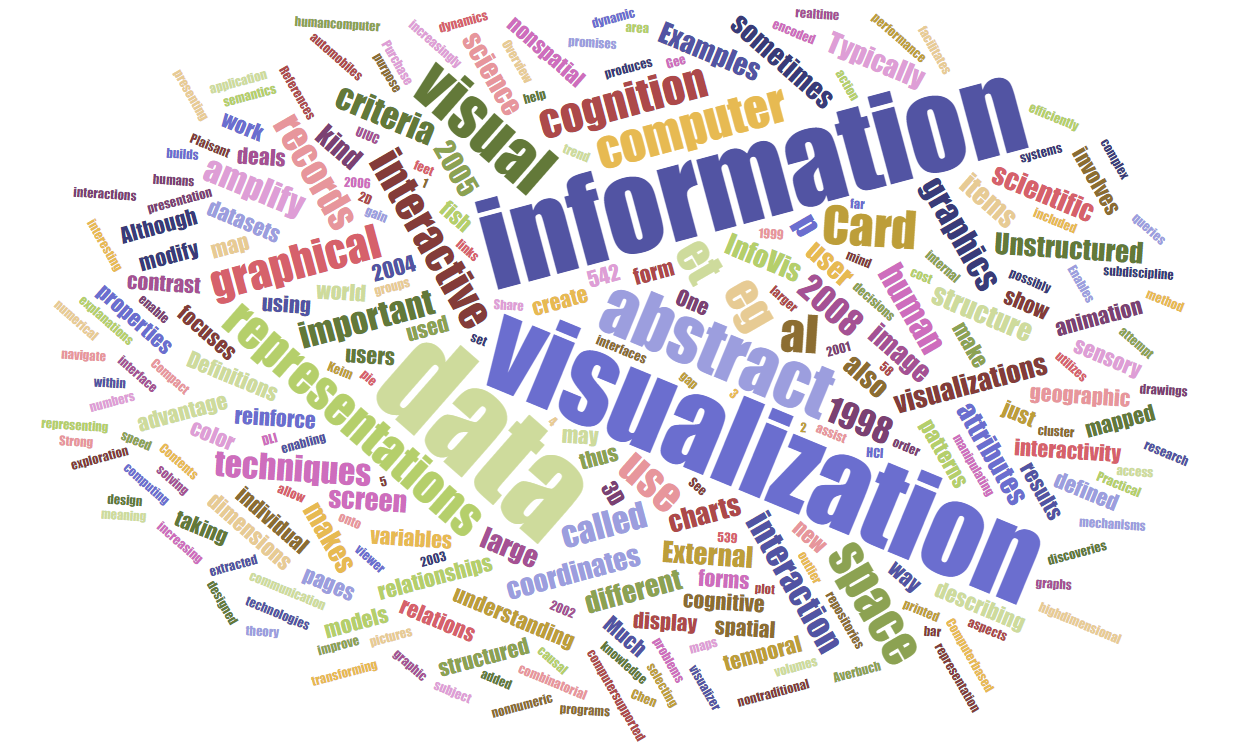 humancomputer
dynamics
dynamic
realtime
increasingly
science
nonspatial
area
Examples
sometimes
encoded
performance
facilitates
automobiles
Purchase
purpose
Overview
promises
produces
Gee
Typically
action
presenting
application
semantics
References
visual
help
cognition
computer
information
efficiently
criteria
work
records
kind
UIUC
2005
trend
systems
complex
Plaisant
builds
deals
amplify
interactive
feet
1
2006
2D
gain
fish
links
graphics
items
scientific
involves
included
queries
interactions
humans
presentation
Although
datasets
far
p
Card
Unstructured
subdiscipline
interesting
modify
map
graphical
2004
groups
et
InfoVis
1999
user
mind
human
cost
internal
possibly
Enables
method
contrast
using
world
Share
create
542
form
One
eg
larger
decisions
2008
structure
show
animation
numerical
explanations
properties
enable
focuses
important
used
set
abstract
al
2001
image
make
attempt
sensory
navigate
interface
Compact
Definitions
users
Keim
pie
interfaces
also
58
utilizes
visualizations
geographic
drawings
within
numbers
advantage
representations
data
visualization
gap
3
1998
order
just
cluster
mapped
representing
Strong
speed
color
reinforce
DLI
enabling
4
may
2
assist
HCI
patterns
attributes
interactivity
research
exploration
Contents
solving
computing
techniques
5
thus
use
See
manipulating
results
defined
Practical
access
design
meaning
dimensions
individual
allow
screen
3D
called
charts
mechanisms
increasing
taking
makes
onto
variables
large
539
interaction
new
space
discoveries
extracted
viewer
2003
External
outlier
way
graphs
designed
communication
pages
relationships
coordinates
different
forms
plot
cognitive
describing
highdimensional
technologies
theory
models
relations
understanding
2002
display
spatial
repositories
printed
bar
aspects
Computerbased
improve
pictures
structured
causal
Much
knowledge
problems
maps
temporal
volumes
Averbuch
representation
transforming
graphic
subject
added
combinatorial
computersupported
selecting
Chen
visualizer
nontraditional
nonnumeric
programs